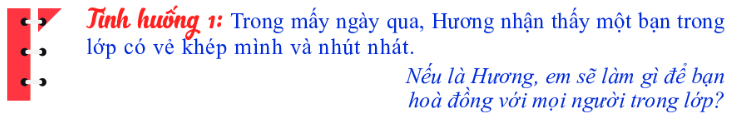 Tình huống 1: Trong mấy ngày qua, Hương nhận thấy một bạn trong
lớp có vẻ khép mình và nhút nhát.
Nếu là Hương, em sẽ làm gì để bạn
hoà đồng với mọi người trong lớp?